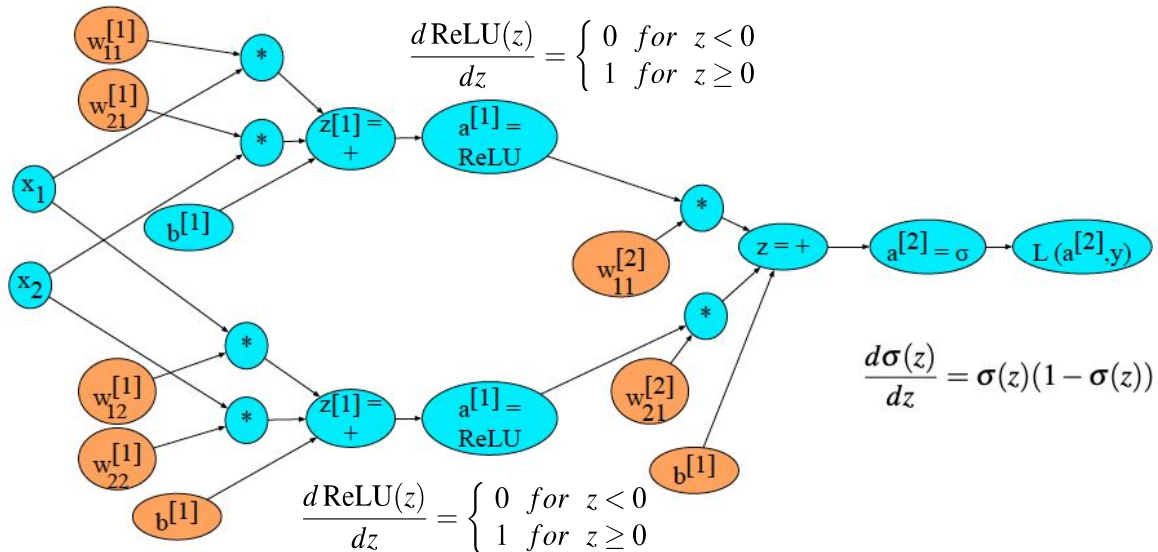 w[1]11
d ReLU(z)/dz = { 0 for z < 0
1 for z ≥ 0
*
w[1]21
z[1] = +
a[1] = ReLU
*
x1
*
b[1]
w[2]11
z = +
a[2] = σ
L (a[2],y)
x2
*
*
dσ(z)/dz = σ(z)(1 − σ(z))
w[1]12
w[2]21
z[1] = +
a[1] = ReLU
*
w[1]22
b[1]
b[1]
d ReLU(z)/dz = { 0 for z < 0
1 for z ≥ 0